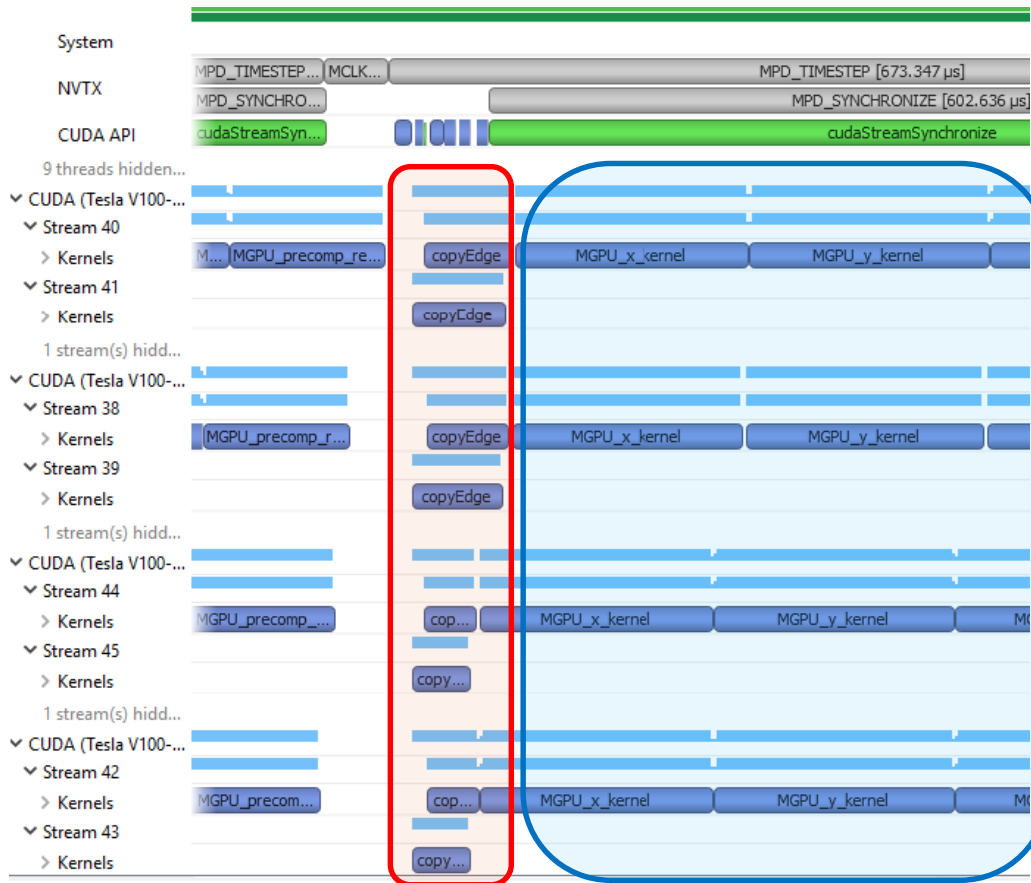 System
NVTX
MPD_TIMESTEP... MCLK... MPD_TIMESTEP [673.347 µs]
MPD_SYNCHRO... MPD_SYNCHRONIZE [602.636 µs]
CUDA API cudaStreamSyn... cudaStreamSynchronize
9 threads hidden...
CUDA (Tesla V100-...
Stream 40
Kernels M... MGPU_precomp_re... copyEdge MGPU_x_kernel MGPU_y_kernel
Stream 41
Kernels copyEdge
1 stream(s) hidd...
CUDA (Tesla V100-...
Stream 38
Kernels MGPU_precomp_r... copyEdge MGPU_x_kernel MGPU_y_kernel
Stream 39
Kernels copyEdge
1 stream(s) hidd...
CUDA (Tesla V100-...
Stream 44
Kernels MGPU_precomp_... cop... MGPU_x_kernel MGPU_y_kernel
Stream 45
Kernels copy...
1 stream(s) hidd...
CUDA (Tesla V100-...
Stream 42
Kernels MGPU_precom... cop... MGPU_x_kernel MGPU_y_kernel
Stream 43
Kernels copy...